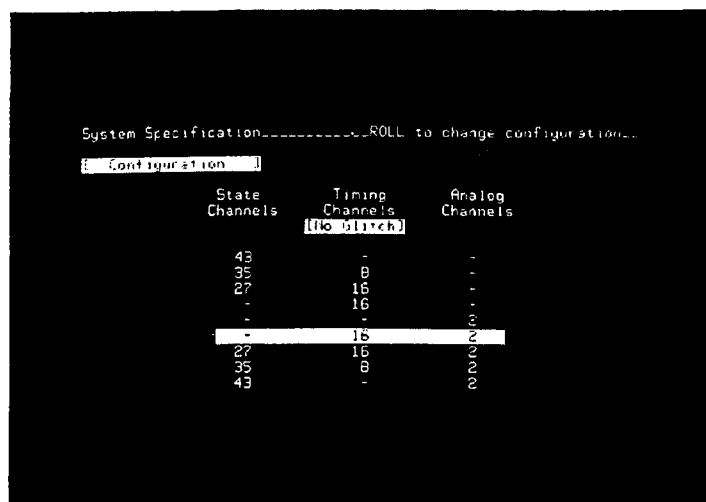 System Specification____________ROLL to change configuration__
[ Configuration ]
State Timing Analog
Channels Channels Channels
[No Glitch]
43 - -
35 8 -
27 16 -
- 16 -
- - 2
- 16 2
27 16 2
35 8 2
43 - 2